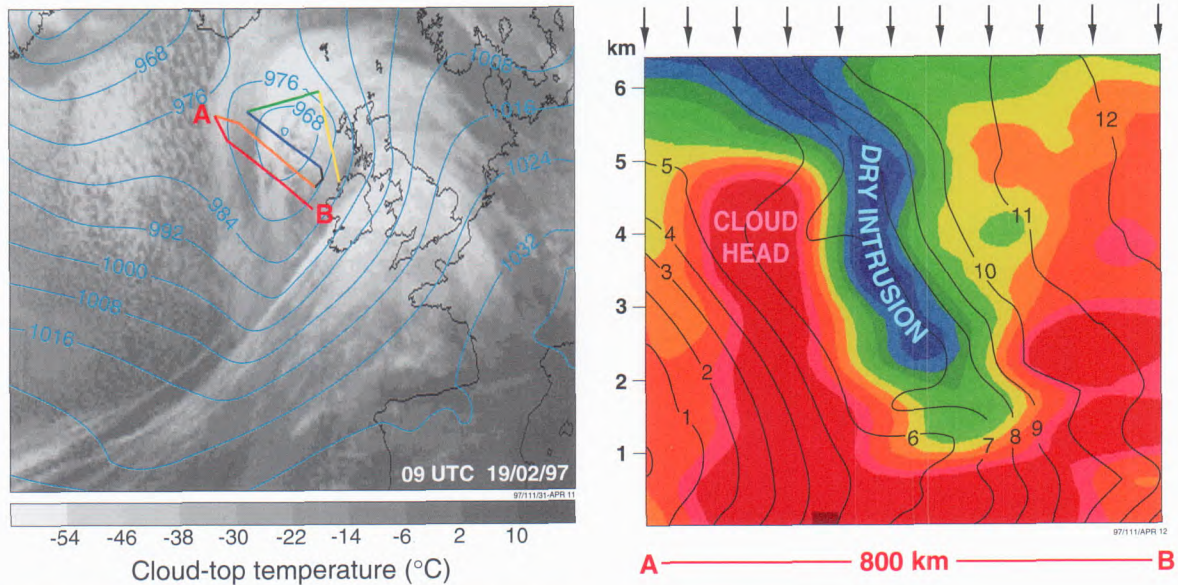 968
976
A
976
968
984
992
1000
1008
1016
B
1008
1016
1024
1032
09 UTC 19/02/97
97/111/31-APR 11
-54 -46 -38 -30 -22 -18 -14 -6 2 10
Cloud-top temperature (°C)
km
6
5
4
3
2
1
CLOUD
HEAD
DRY INTRUSION
5
4
3
2
1
6
7
8
9
10
11
12
97/111/APR 12
A 800 km B